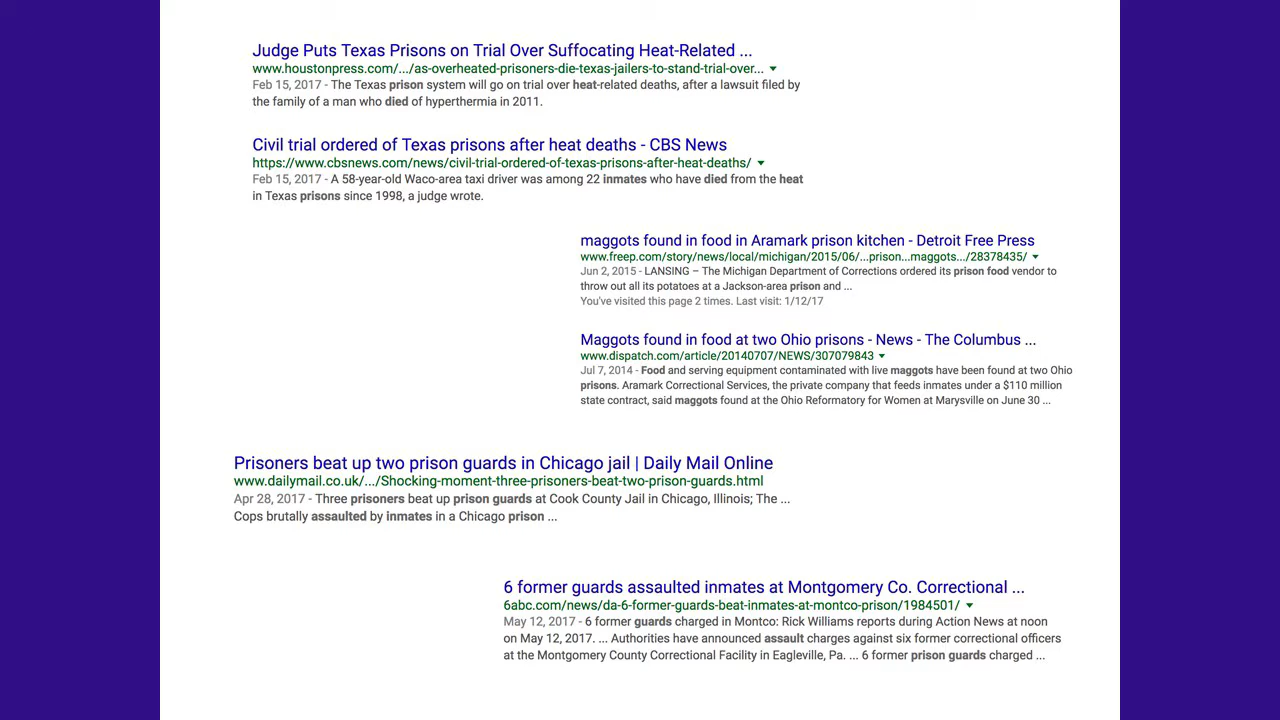 Judge Puts Texas Prisons on Trial Over Suffocating Heat-Related ...
www.houstonpress.com/.../as-overheated-prisoners-die-texas-jailers-to-stand-trial-over...
Feb 15, 2017 - The Texas prison system will go on trial over heat-related deaths, after a lawsuit filed by
the family of a man who died of hyperthermia in 2011.
Civil trial ordered of Texas prisons after heat deaths - CBS News
https://www.cbsnews.com/news/civil-trial-ordered-of-texas-prisons-after-heat-deaths/
Feb 15, 2017 - A 58-year-old Waco-area taxi driver was among 22 inmates who have died from the heat
in Texas prisons since 1998, a judge wrote.
maggots found in food in Aramark prison kitchen - Detroit Free Press
www.freep.com/story/news/local/michigan/2015/06/...prison...maggots.../28378435/
Jun 2, 2015 - LANSING – The Michigan Department of Corrections ordered its prison food vendor to
throw out all its potatoes at a Jackson-area prison and ...
You've visited this page 2 times. Last visit: 1/12/17
Maggots found in food at two Ohio prisons - News - The Columbus ...
www.dispatch.com/article/20140707/NEWS/307079843
Jul 7, 2014 - Food and serving equipment contaminated with live maggots have been found at two Ohio
prisons. Aramark Correctional Services, the private company that feeds inmates under a $110 million
state contract, said maggots found at the Ohio Reformatory for Women at Marysville on June 30 ...
Prisoners beat up two prison guards in Chicago jail | Daily Mail Online
www.dailymail.co.uk/.../Shocking-moment-three-prisoners-beat-two-prison-guards.html
Apr 28, 2017 - Three prisoners beat up prison guards at Cook County Jail in Chicago, Illinois; The ...
Cops brutally assaulted by inmates in a Chicago prison ...
6 former guards assaulted inmates at Montgomery Co. Correctional ...
6abc.com/news/da-6-former-guards-beat-inmates-at-montco-prison/1984501/
May 12, 2017 - 6 former guards charged in Montco: Rick Williams reports during Action News at noon
on May 12, 2017. ... Authorities have announced assault charges against six former correctional officers
at the Montgomery County Correctional Facility in Eagleville, Pa. ... 6 former prison guards charged ...